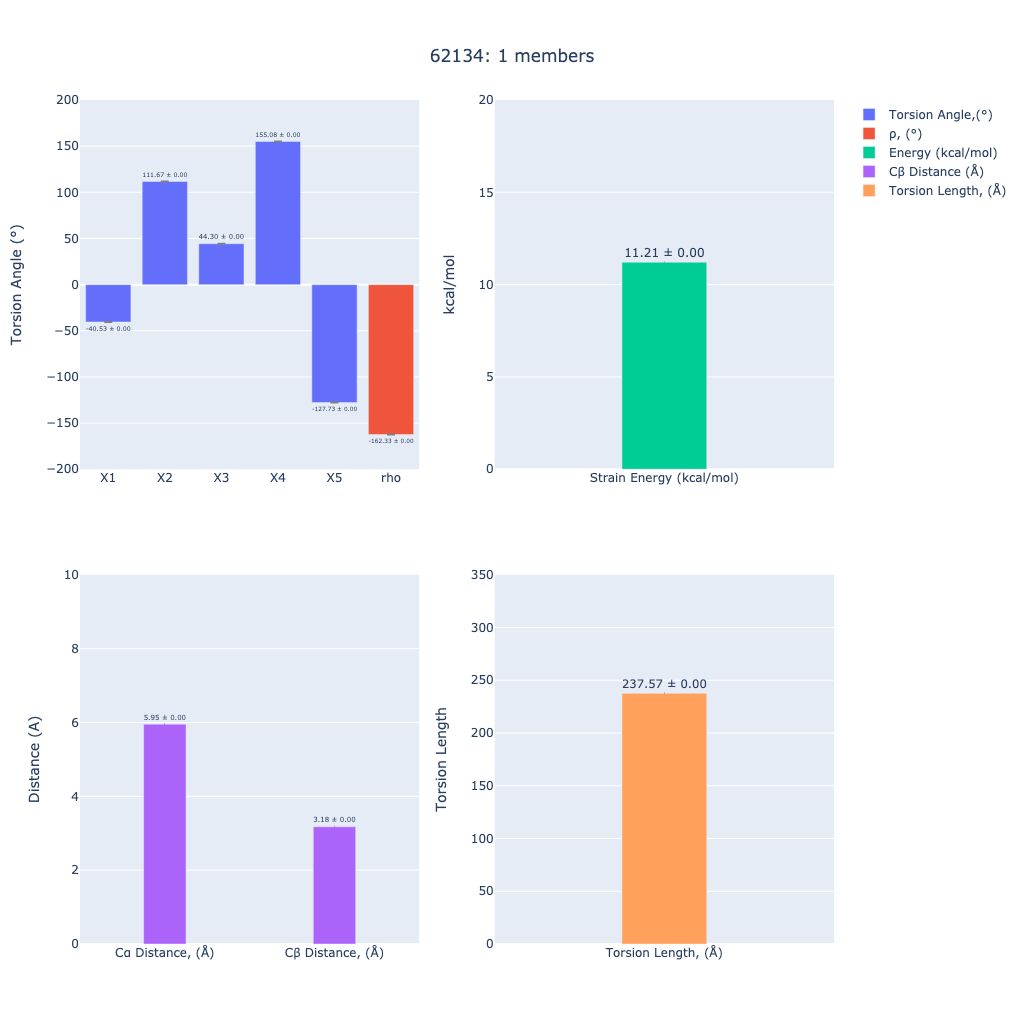 62134: 1 members
200
150
100
50
0
−50
−100
−150
−200
Torsion Angle (°)
-40.53 ± 0.00
111.67 ± 0.00
44.30 ± 0.00
155.08 ± 0.00
-127.73 ± 0.00
-162.33 ± 0.00
X1 X2 X3 X4 X5 rho
20
15
10
5
0
kcal/mol
11.21 ± 0.00
Strain Energy (kcal/mol)
Torsion Angle,(°)
ρ, (°)
Energy (kcal/mol)
Cβ Distance (Å)
Torsion Length, (Å)
10
8
6
4
2
0
Distance (A)
5.95 ± 0.00
3.18 ± 0.00
Cα Distance, (Å) Cβ Distance, (Å)
350
300
250
200
150
100
50
0
Torsion Length
237.57 ± 0.00
Torsion Length, (Å)